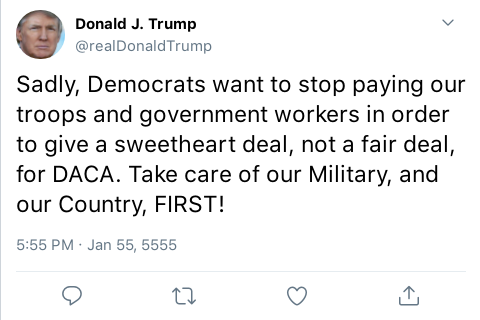 Donald J. Trump
@realDonaldTrump
Sadly, Democrats want to stop paying our
troops and government workers in order
to give a sweetheart deal, not a fair deal,
for DACA. Take care of our Military, and
our Country, FIRST!
5:55 PM · Jan 55, 5555